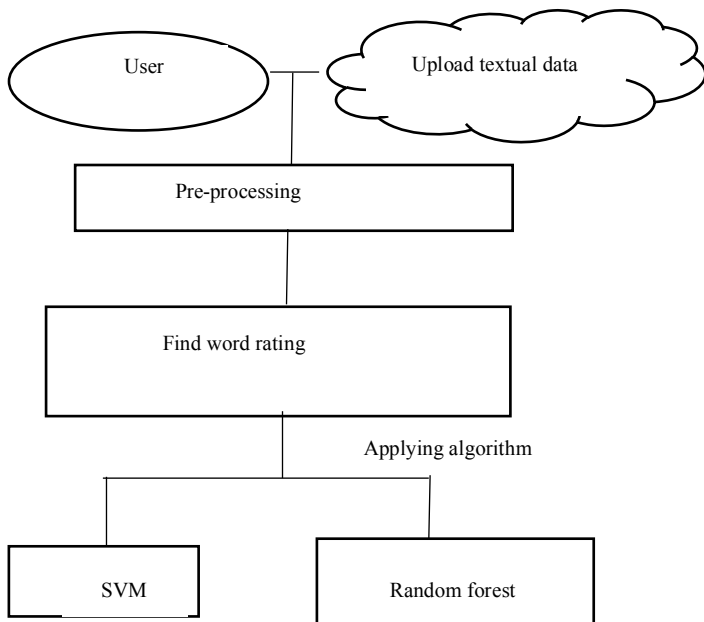 User
Upload textual data
Pre-processing
Find word rating
Applying algorithm
SVM
Random forest